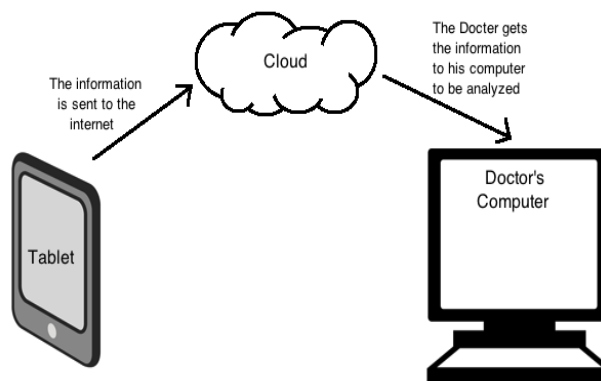 The information
is sent to the
internet
Cloud
The Docter gets
the information
to his computer
to be analyzed
Tablet
Doctor's
Computer